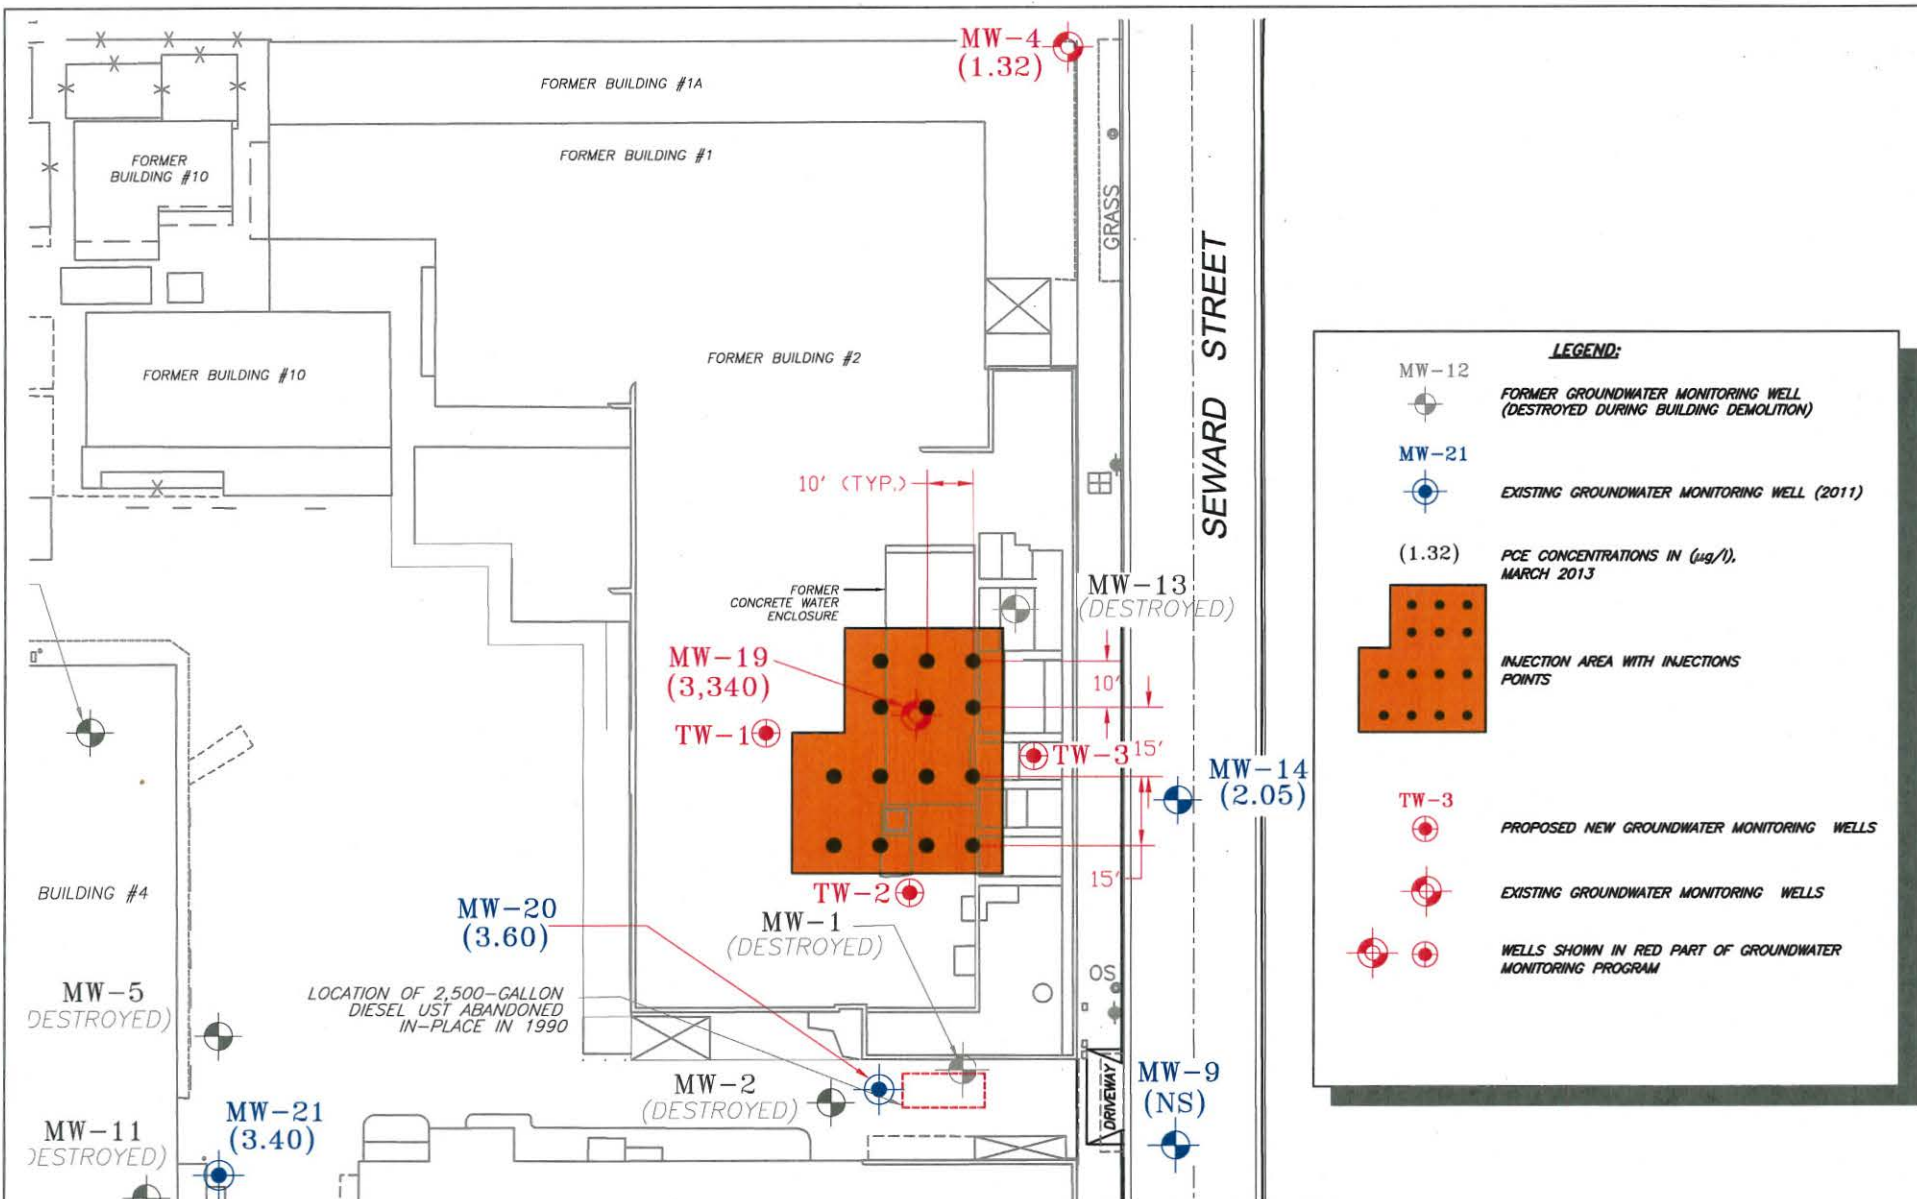 MW-4
(1.32)
FORMER BUILDING #1A
FORMER BUILDING #1
FORMER
BUILDING #10
GRASS
SEWARD STREET
FORMER BUILDING #2
FORMER BUILDING #10
10' (TYP.)
FORMER
CONCRETE WATER
ENCLOSURE
MW-13
(DESTROYED)
MW-19
(3,340)
10'
TW-1
TW-3
15'
MW-14
(2.05)
15'
TW-2
BUILDING #4
MW-20
(3.60)
MW-1
(DESTROYED)
OS
MW-5
DESTROYED)
LOCATION OF 2,500-GALLON
DIESEL UST ABANDONED
IN-PLACE IN 1990
MW-2
(DESTROYED)
DRIVEWAY
MW-9
(NS)
MW-21
(3.40)
MW-11
DESTROYED)
LEGEND:
MW-12
FORMER GROUNDWATER MONITORING WELL
(DESTROYED DURING BUILDING DEMOLITION)
MW-21
EXISTING GROUNDWATER MONITORING WELL (2011)
(1.32)
PCE CONCENTRATIONS IN (µg/l),
MARCH 2013
INJECTION AREA WITH INJECTIONS
POINTS
TW-3
PROPOSED NEW GROUNDWATER MONITORING WELLS
EXISTING GROUNDWATER MONITORING WELLS
WELLS SHOWN IN RED PART OF GROUNDWATER
MONITORING PROGRAM